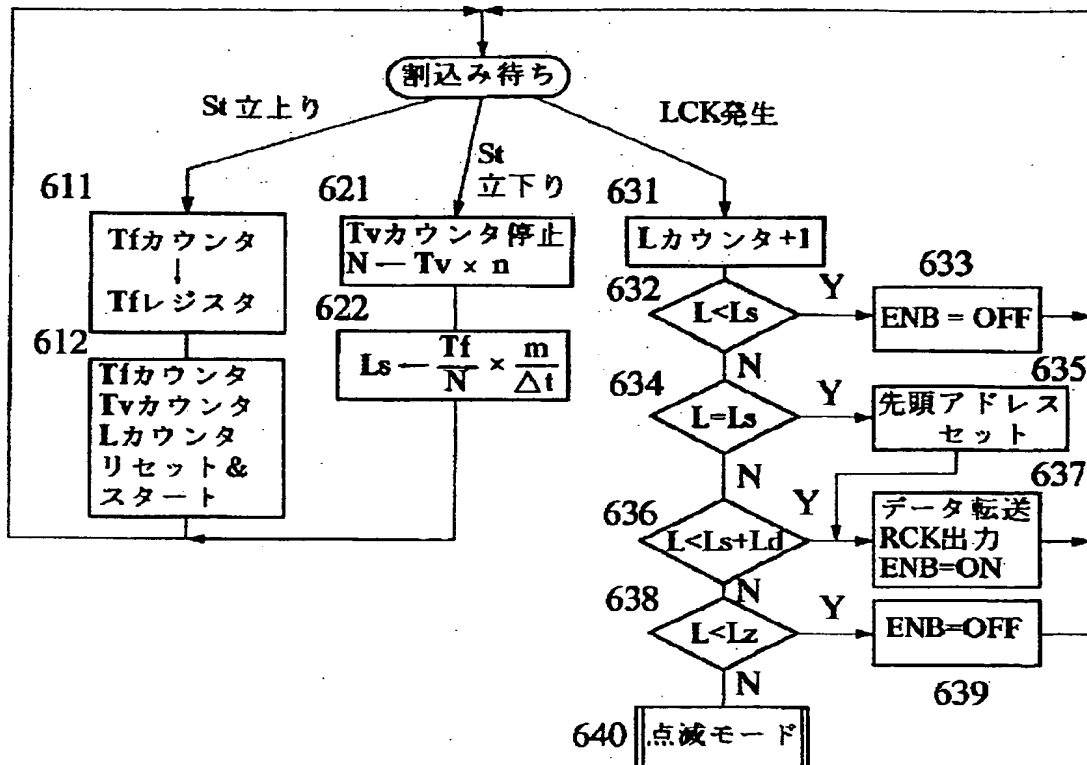 割込み待ち
St 立上り
St
立下り
LCK発生
611
Tfカウンタ
↓
Tfレジスタ
612
Tfカウンタ
Tvカウンタ
Lカウンタ
リセット&
スタート
621
Tvカウンタ停止
N ← Tv × n
622
Ls ← Tf/N × m/△t
631
Lカウンタ+1
632
L<Ls
Y
N
633
ENB = OFF
634
L=Ls
Y
N
635
先頭アドレス
セット
636
L<Ls+Ld
Y
N
637
データ転送
RCK出力
ENB=ON
638
L<Lz
Y
N
ENB=OFF
639
640
点滅モード